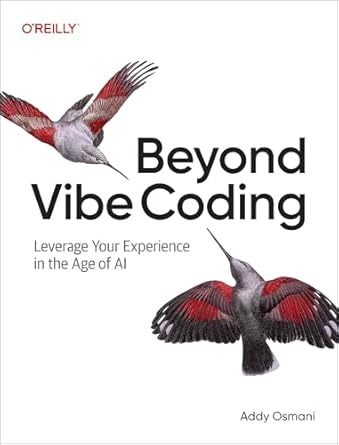 O'REILLY®
Beyond
Vibe Coding
Leverage Your Experience
in the Age of AI
Addy Osmani